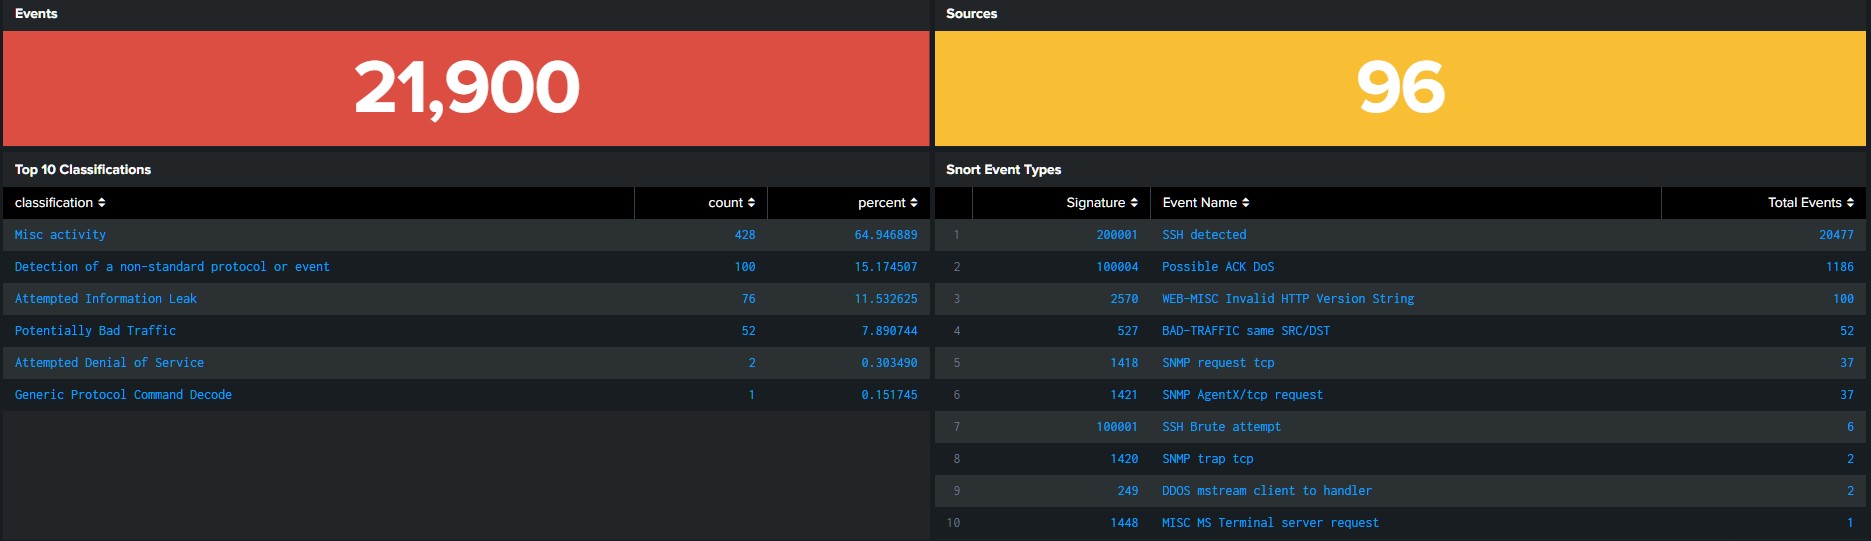 Events
21,900
Sources
96
Top 10 Classifications
classification count percent
Misc activity 428 64.946889
Detection of a non-standard protocol or event 100 15.174507
Attempted Information Leak 76 11.532625
Potentially Bad Traffic 52 7.890744
Attempted Denial of Service 2 0.303490
Generic Protocol Command Decode 1 0.151745
Snort Event Types
Signature Event Name Total Events
1 200001 SSH detected 20477
2 100004 Possible ACK DoS 1186
3 2570 WEB-MISC Invalid HTTP Version String 100
4 527 BAD-TRAFFIC same SRC/DST 52
5 1418 SNMP request tcp 37
6 1421 SNMP AgentX/tcp request 37
7 100001 SSH Brute attempt 6
8 1420 SNMP trap tcp 2
9 249 DDOS mstream client to handler 2
10 1448 MISC MS Terminal server request 1